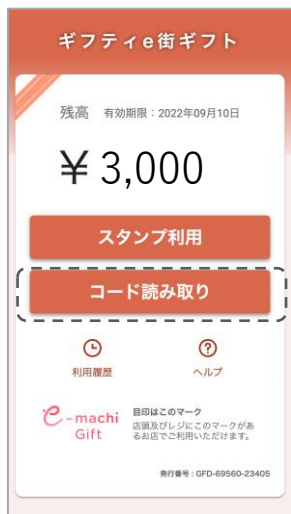 ギフティe街ギフト
残高 有効期限：2022年09月10日
¥ 3,000
スタンプ利用
コード読み取り
利用履歴
?
ヘルプ
e-machi
Gift
目印はこのマーク
店頭及びレジにこのマークがあ
るお店でご利用いただけます。
発行番号：GFD-69560-23405